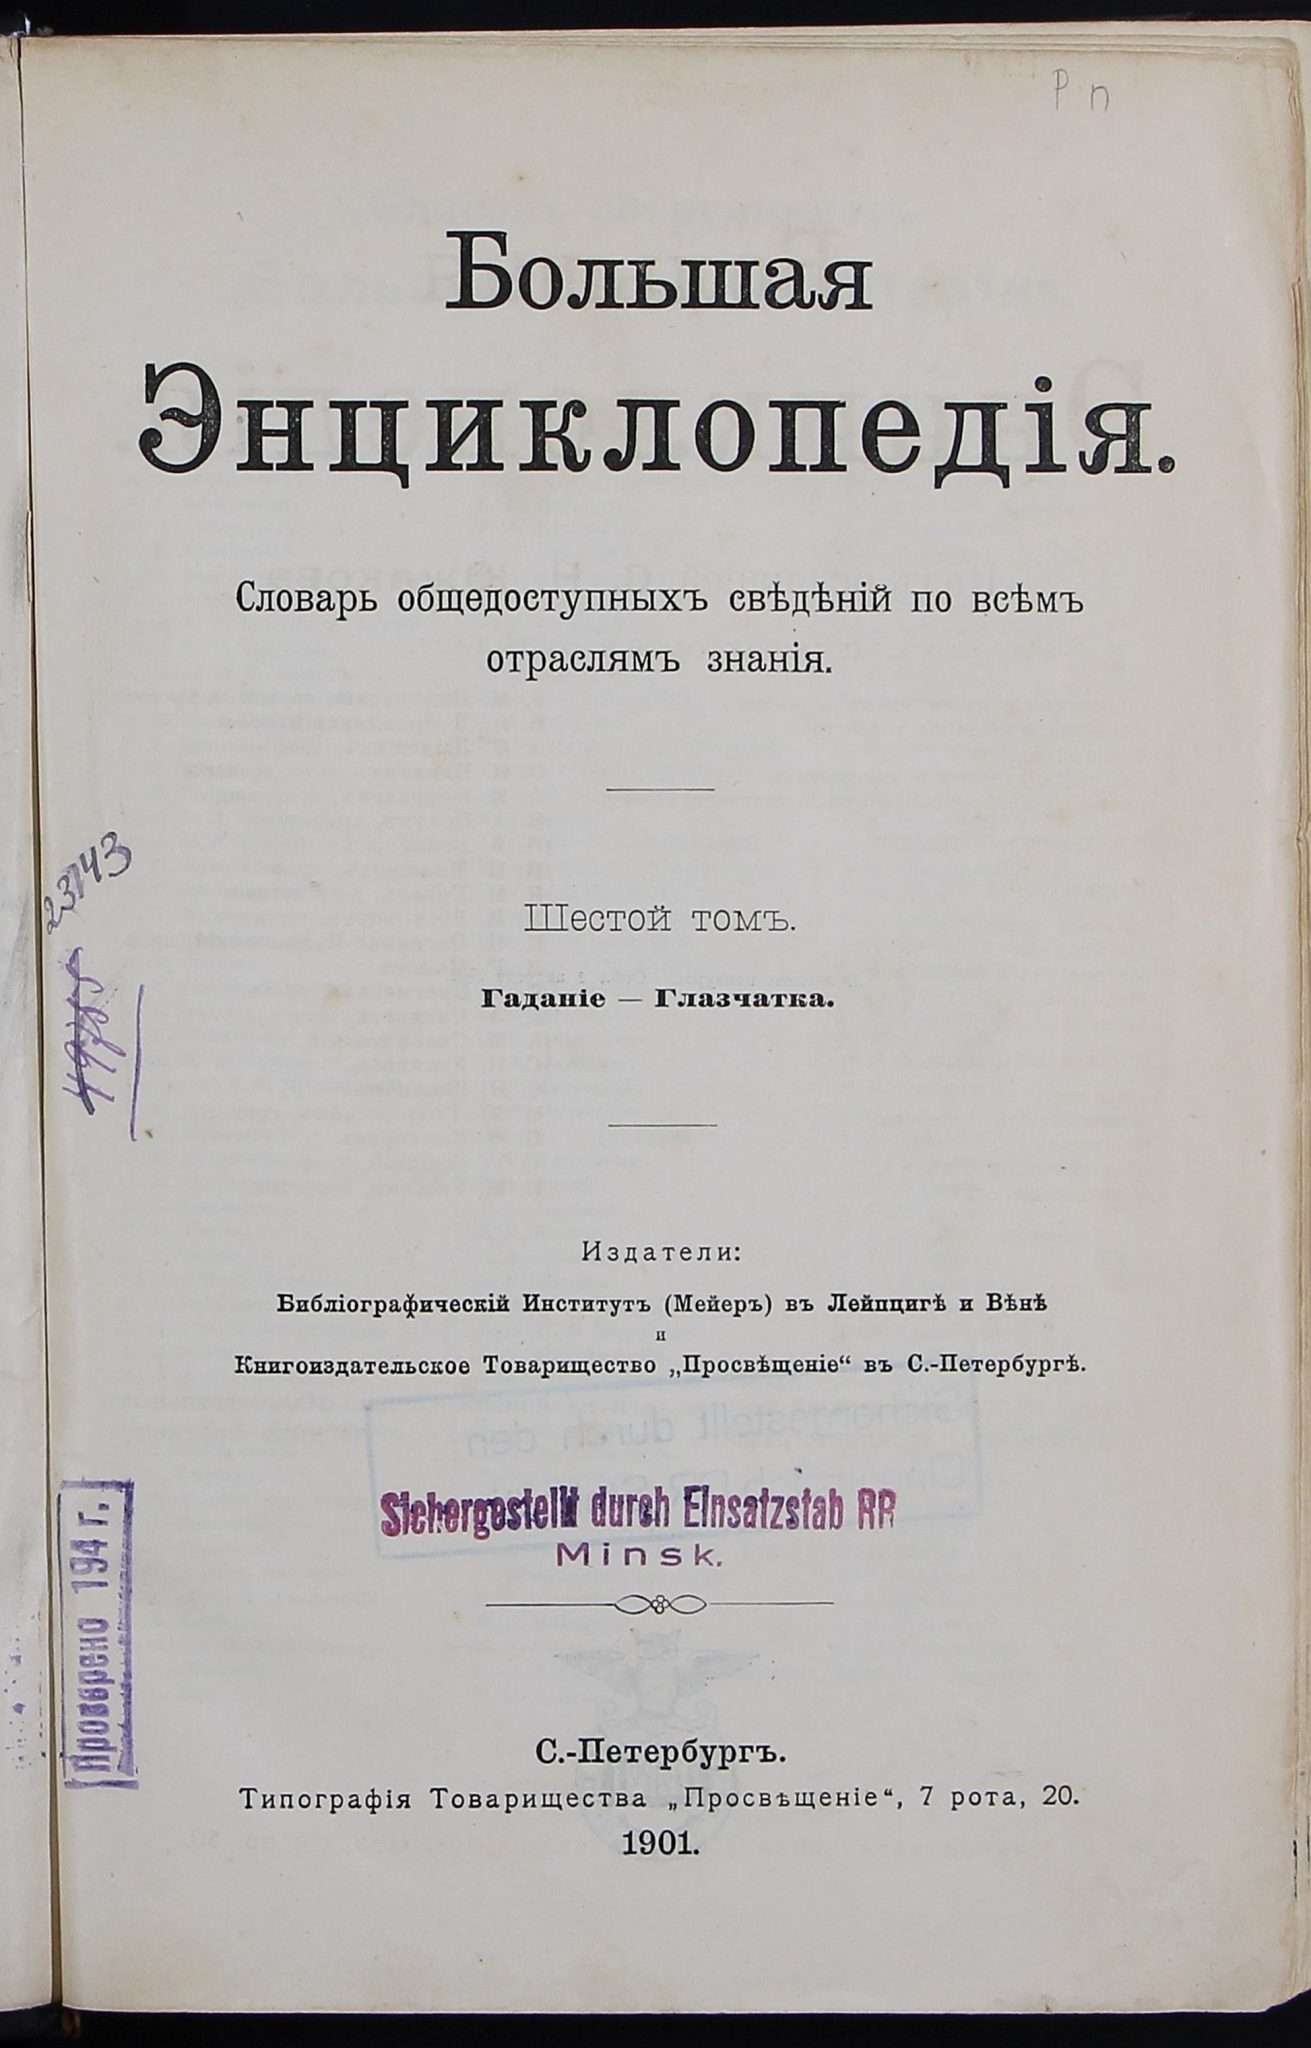 Р п
Большая
Энциклопедія.
Словарь общедоступныхъ свѣдѣній по всѣмъ
отраслямъ знанія.
23143
Шестой томъ.
Гаданіе — Глазчатка.
Издатели:
Библіографическій Институтъ (Мейеръ) въ Лейпцигѣ и Вѣнѣ
и
Книгоиздательское Товарищество „Просвѣщеніе“ въ С.-Петербургѣ.
Sichergestellt durch Einsatzstab RR
Minsk.
Проверено 194 г.
С.-Петербургъ.
Типографія Товарищества „Просвѣщеніе“, 7 рота, 20.
1901.